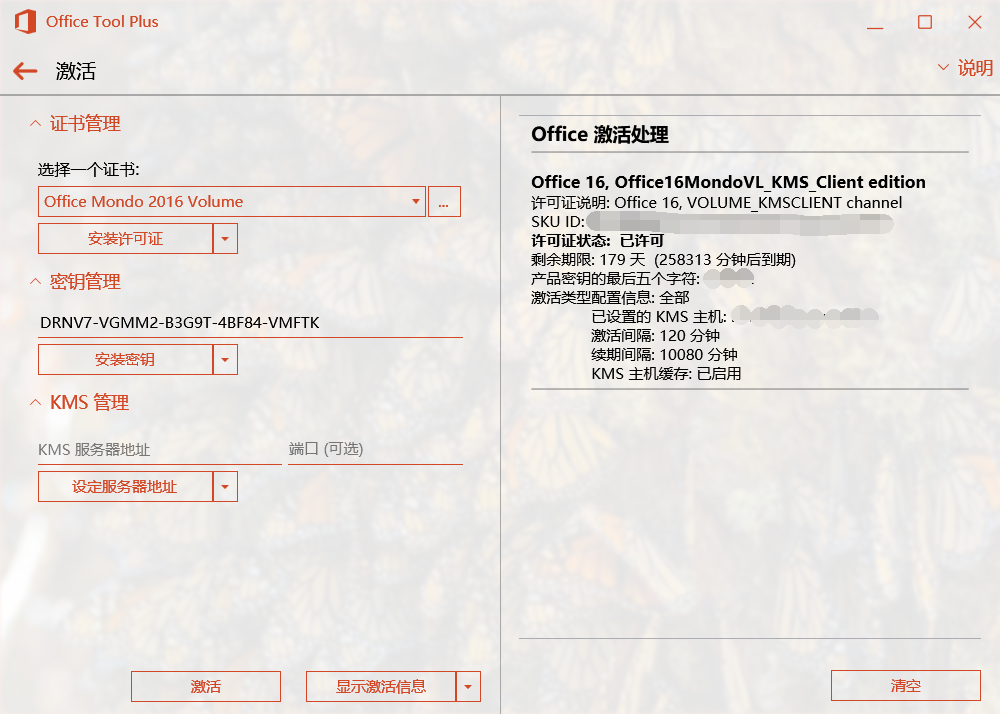 Office Tool Plus
激活
说明
证书管理
选择一个证书:
Office Mondo 2016 Volume
...
安装许可证
密钥管理
DRNV7-VGMM2-B3G9T-4BF84-VMFTK
安装密钥
KMS 管理
KMS 服务器地址
端口 (可选)
设定服务器地址
激活
显示激活信息
Office 激活处理
Office 16, Office16MondoVL_KMS_Client edition
许可证说明: Office 16, VOLUME_KMSCLIENT channel
SKU ID:
许可证状态: 已许可
剩余期限: 179 天 (258313 分钟后到期)
产品密钥的最后五个字符:
激活类型配置信息: 全部
已设置的 KMS 主机:
激活间隔: 120 分钟
续期间隔: 10080 分钟
KMS 主机缓存: 已启用
清空